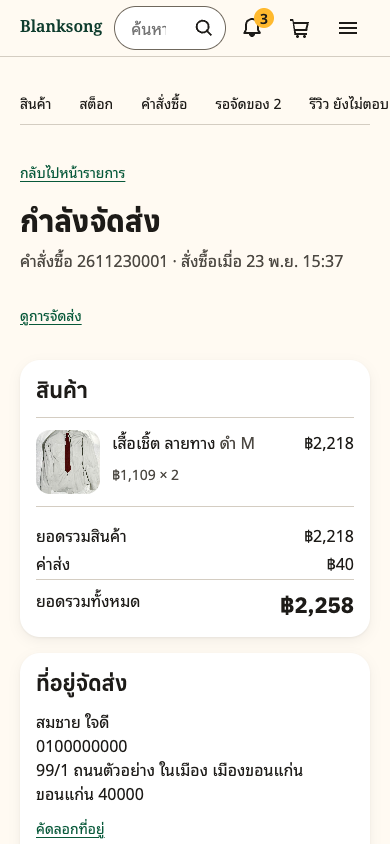 Blanksong
ค้นหา
3
สินค้า สต็อก คำสั่งซื้อ รอจัดของ 2 รีวิว ยังไม่ตอบ
กลับไปหน้ารายการ
กำลังจัดส่ง
คำสั่งซื้อ 2611230001 · สั่งซื้อเมื่อ 23 พ.ย. 15:37
ดูการจัดส่ง
สินค้า
เสื้อเชิ้ต ลายทาง ดำ M ฿2,218
฿1,109 × 2
ยอดรวมสินค้า ฿2,218
ค่าส่ง ฿40
ยอดรวมทั้งหมด ฿2,258
ที่อยู่จัดส่ง
สมชาย ใจดี
0100000000
99/1 ถนนตัวอย่าง ในเมือง เมืองขอนแก่น
ขอนแก่น 40000
คัดลอกที่อยู่